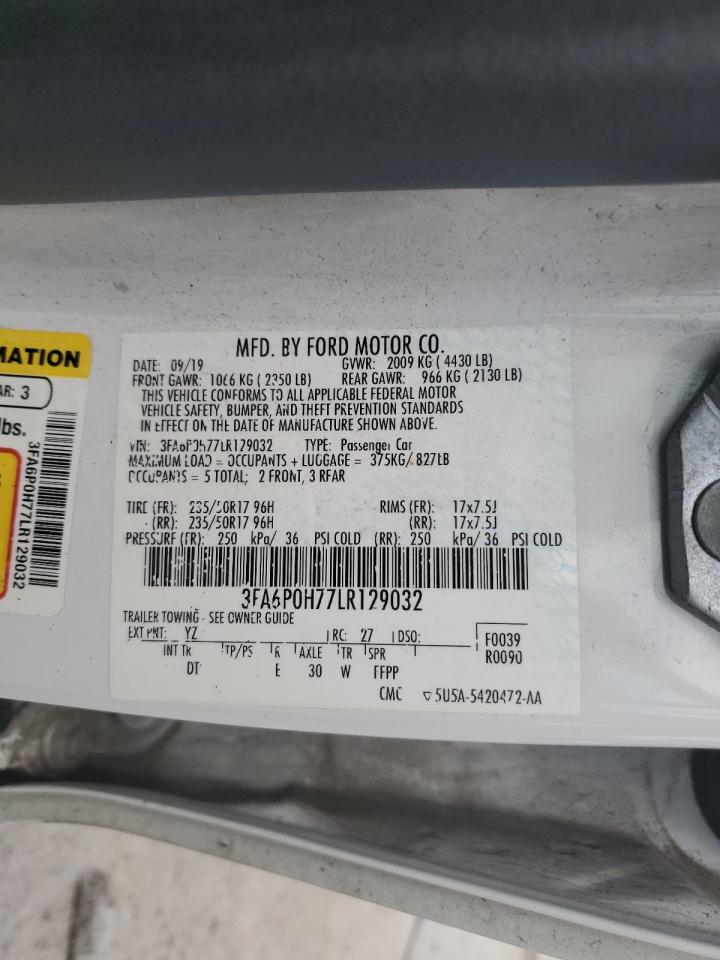 MATION
AR: 3
lbs.
3FA6P0H77LR129032
MFD. BY FORD MOTOR CO.
DATE: 09/19 GVWR: 2009 KG ( 4430 LB)
FRONT GAWR: 1066 KG ( 2350 LB) REAR GAWR: 966 KG ( 2130 LB)
THIS VEHICLE CONFORMS TO ALL APPLICABLE FEDERAL MOTOR
VEHICLE SAFETY, BUMPER, AND THEFT PREVENTION STANDARDS
IN EFFECT ON THE DATE OF MANUFACTURE SHOWN ABOVE.
VIN: 3FA6P0H77LR129032 TYPE: Passenger Car
MAXIMUM LOAD = OCCUPANTS + LUGGAGE = 375KG/ 827LB
OCCUPANTS = 5 TOTAL; 2 FRONT, 3 REAR
TIRE (FR): 235/50R17 96H RIMS (FR): 17x7.5J
(RR): 235/50R17 96H (RR): 17x7.5J
PRESSURE (FR): 250 kPa/ 36 PSI COLD (RR): 250 kPa/ 36 PSI COLD
3FA6P0H77LR129032
TRAILER TOWING - SEE OWNER GUIDE
EXT PNT: YZ RC: 27 DSO: F0039
INT TR TP/PS R AXLE TR SPR R0090
DT E 30 W FFPP
5U5A-5420472-AA